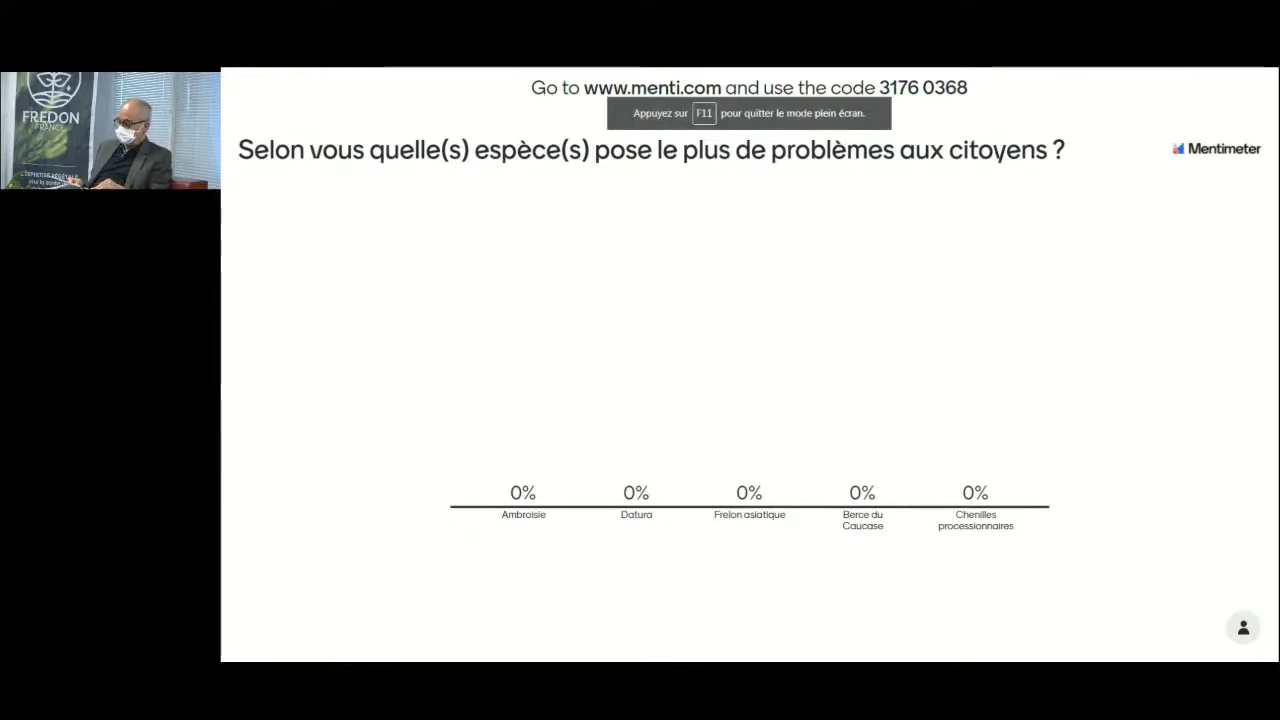 Go to www.menti.com and use the code 3176 0368
Appuyez sur F11 pour quitter le mode plein écran.
Selon vous quelle(s) espèce(s) pose le plus de problèmes aux citoyens ?
Mentimeter
FREDON
FRANCE
L'EXPERTISE VÉGÉTALE
0% 0% 0% 0% 0%
Ambroisie Datura Frelon asiatique Berce du Caucase Chenilles processionnaires